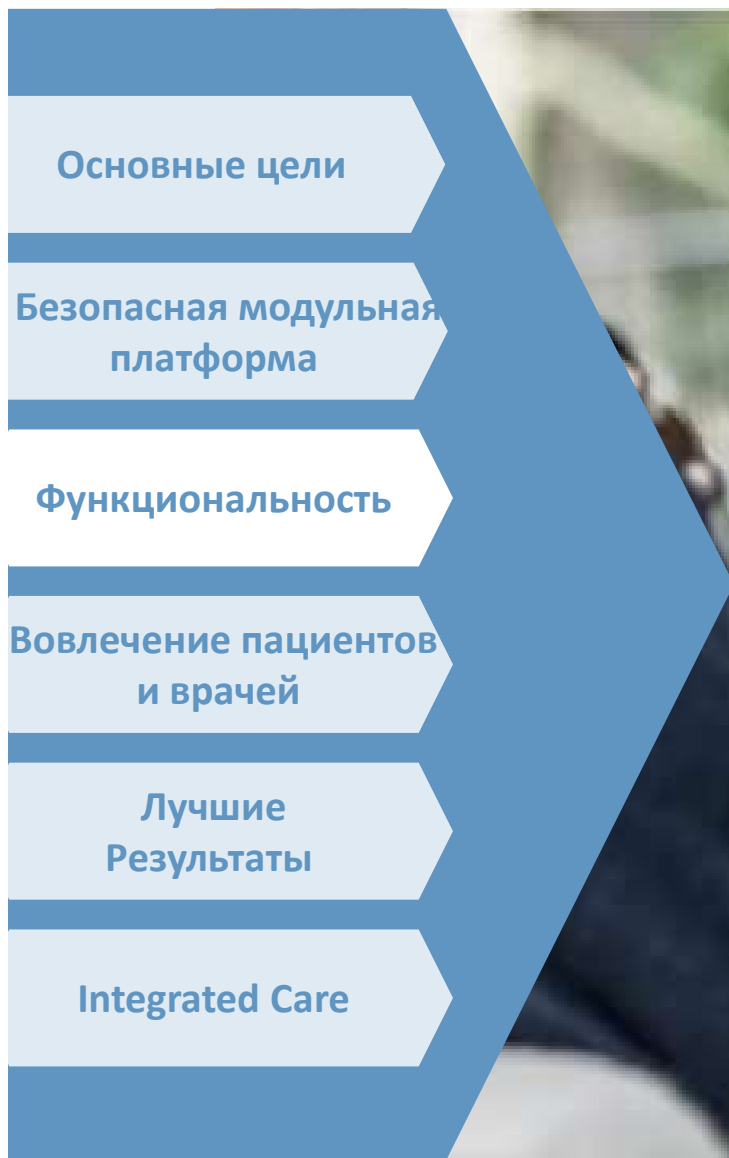 Основные цели
Безопасная модульная
платформа
Функциональность
Вовлечение пациентов
и врачей
Лучшие
Результаты
Integrated Care